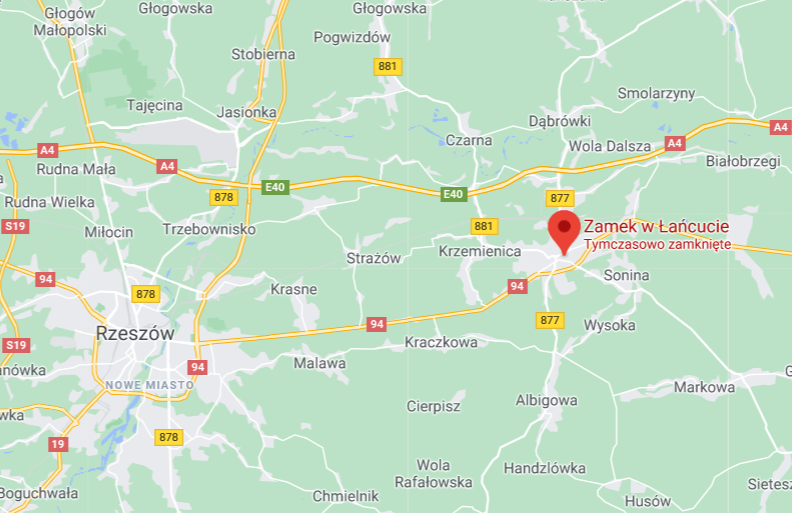 Głogów
Małopolski
Głogowska
Głogowska
Pogwizdów
Stobierna
881
Smolarzyny
Tajęcina
Jasionka
Dąbrówki
A4
Czarna
A4
Wola Dalsza
A4
A4
Białobrzegi
Rudna Mała
E40
E40
878
877
Rudna Wielka
S19
Miłocin
Trzebownisko
881
Zamek w Łańcucie
Tymczasowo zamknięte
Krzemienica
Strażów
94
Sonina
94
Krasne
878
Rzeszów
94
877
Wysoka
S19
Kraczkowa
Malawa
94
NOWE MIASTO
Markowa
Albigowa
Cierpisz
878
19
Wola
Rafałowska
Handzlówka
Boguchwała
Chmielnik
Husów